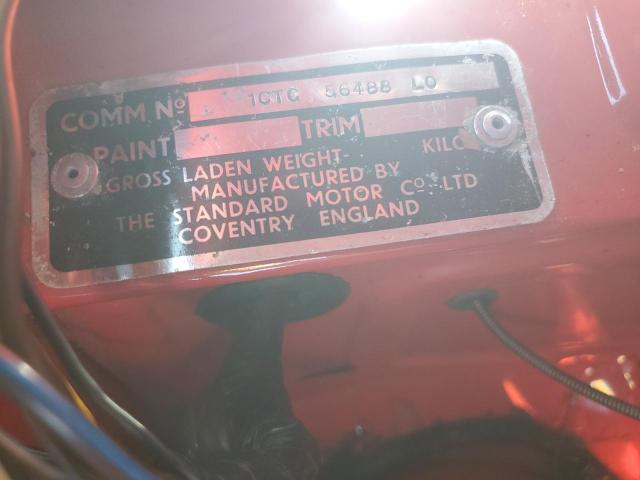 COMM Nº 1CTC 56488 LO
PAINT TRIM
GROSS LADEN WEIGHT KILO
MANUFACTURED BY
THE STANDARD MOTOR Cº LTD
COVENTRY ENGLAND